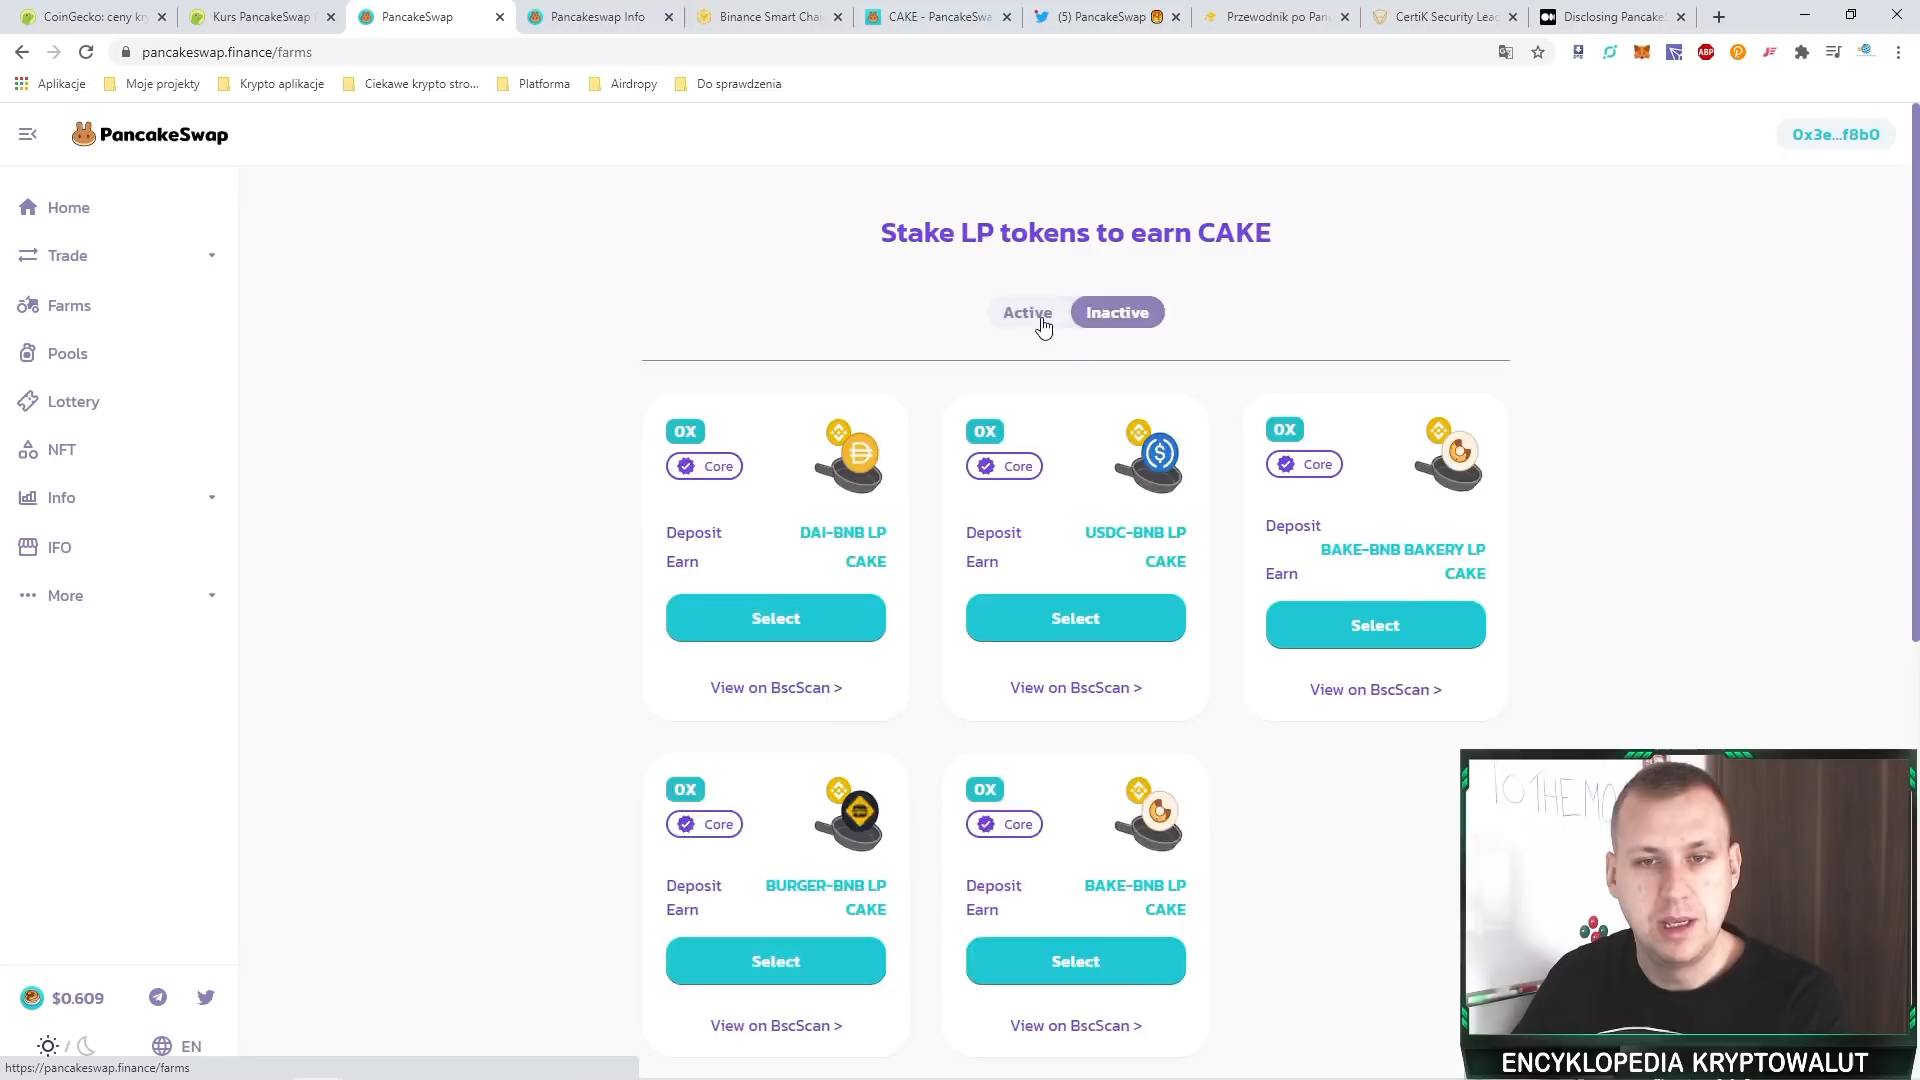 CoinGecko: ceny kr
Kurs PancakeSwap (
PancakeSwap
Pancakeswap Info
Binance Smart Chai
CAKE - PancakeSwa
(5) PancakeSwap
Przewodnik po Pan
CertiK Security Lead
Disclosing Pancake
pancakeswap.finance/farms
Aplikacje
Moje projekty
Krypto aplikacje
Ciekawe krypto stro...
Platforma
Airdropy
Do sprawdzenia
PancakeSwap
0x3e...f8b0
Home
Trade
Farms
Pools
Lottery
NFT
Info
IFO
More
$0.609
/
EN
https://pancakeswap.finance/farms
Stake LP tokens to earn CAKE
Active Inactive
0X
Core
Deposit DAI-BNB LP
Earn CAKE
Select
View on BscScan >
0X
Core
Deposit USDC-BNB LP
Earn CAKE
Select
View on BscScan >
0X
Core
Deposit
BAKE-BNB BAKERY LP
Earn CAKE
Select
View on BscScan >
0X
Core
Deposit BURGER-BNB LP
Earn CAKE
Select
View on BscScan >
0X
Core
Deposit BAKE-BNB LP
Earn CAKE
Select
View on BscScan >
ENCYKLOPEDIA KRYPTOWALUT